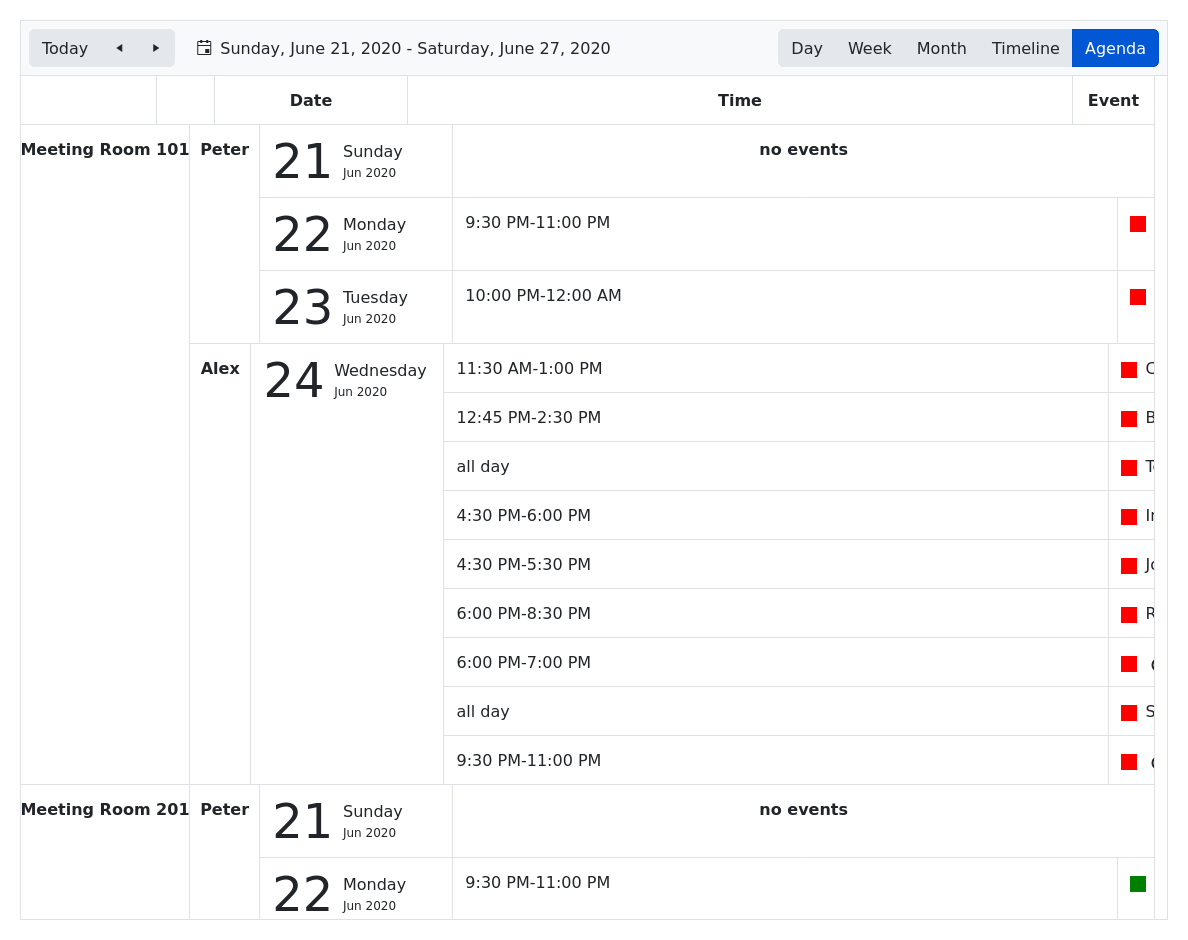 Today
Sunday, June 21, 2020 - Saturday, June 27, 2020
Day Week Month Timeline Agenda
Date Time Event
Meeting Room 101 Peter 21 Sunday no events
Jun 2020
22 Monday 9:30 PM-11:00 PM
Jun 2020
23 Tuesday 10:00 PM-12:00 AM
Jun 2020
Alex 24 Wednesday 11:30 AM-1:00 PM
Jun 2020
12:45 PM-2:30 PM
all day
4:30 PM-6:00 PM
4:30 PM-5:30 PM
6:00 PM-8:30 PM
6:00 PM-7:00 PM
all day
9:30 PM-11:00 PM
Meeting Room 201 Peter 21 Sunday no events
Jun 2020
22 Monday 9:30 PM-11:00 PM
Jun 2020